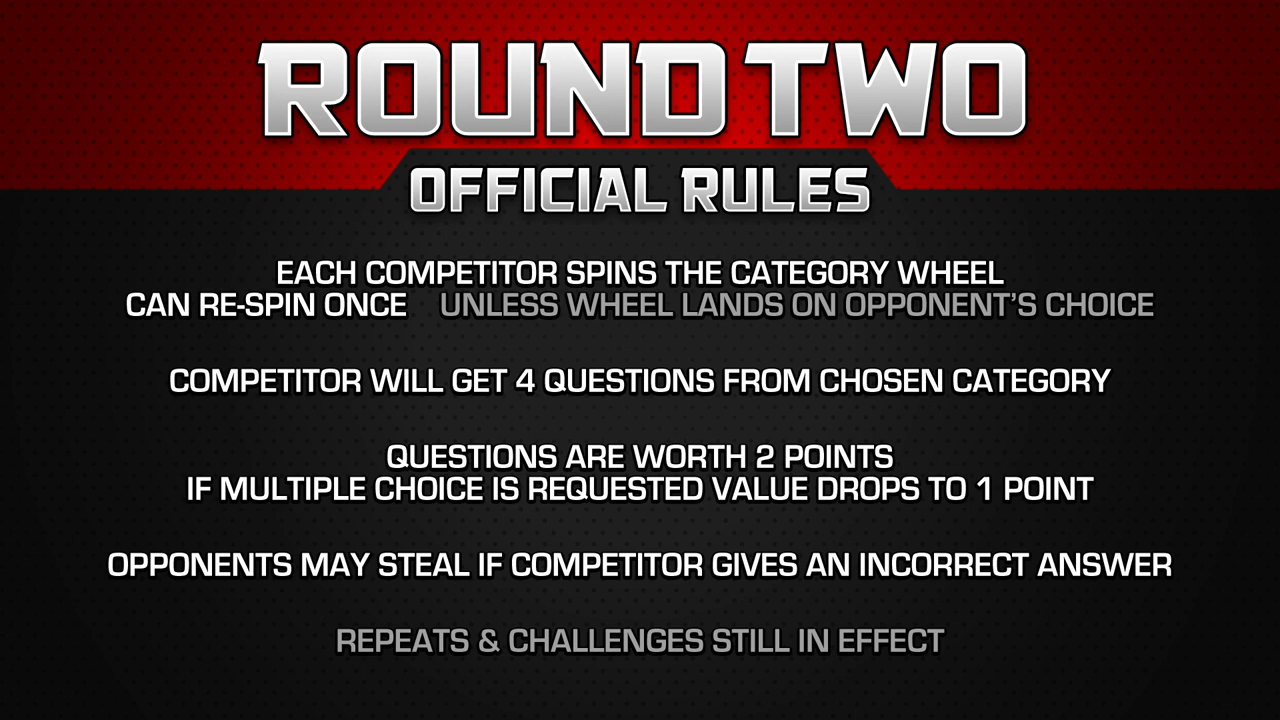 ROUND TWO
OFFICIAL RULES
EACH COMPETITOR SPINS THE CATEGORY WHEEL
CAN RE-SPIN ONCE UNLESS WHEEL LANDS ON OPPONENT'S CHOICE
COMPETITOR WILL GET 4 QUESTIONS FROM CHOSEN CATEGORY
QUESTIONS ARE WORTH 2 POINTS
IF MULTIPLE CHOICE IS REQUESTED VALUE DROPS TO 1 POINT
OPPONENTS MAY STEAL IF COMPETITOR GIVES AN INCORRECT ANSWER
REPEATS & CHALLENGES STILL IN EFFECT